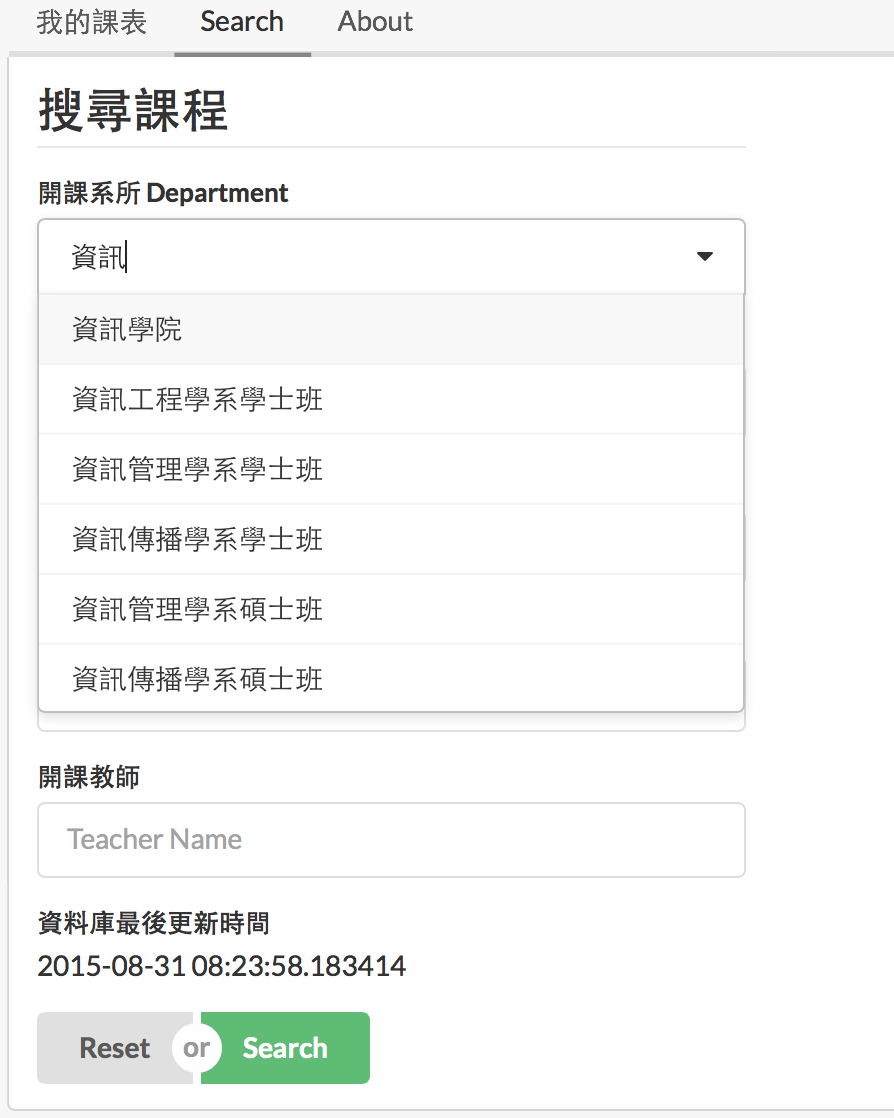 我的課表 Search About
搜尋課程
開課系所 Department
資訊
資訊學院
資訊工程學系學士班
資訊管理學系學士班
資訊傳播學系學士班
資訊管理學系碩士班
資訊傳播學系碩士班
開課教師
Teacher Name
資料庫最後更新時間
2015-08-31 08:23:58.183414
Reset or Search